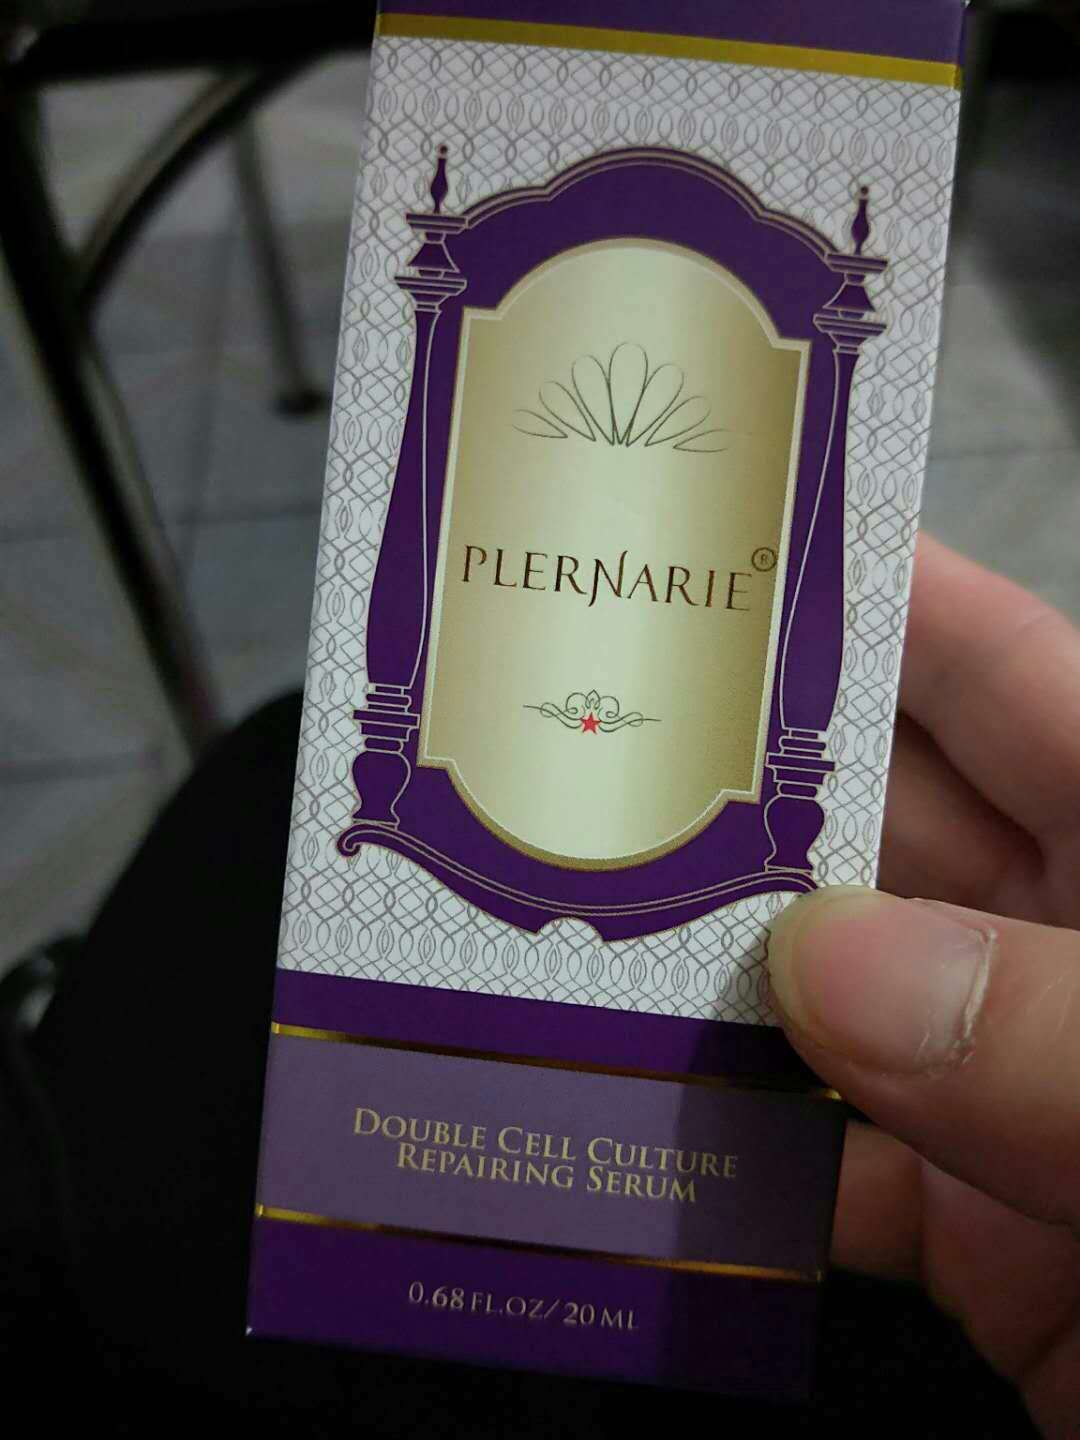 PLERNARIE®
DOUBLE CELL CULTURE
REPAIRING SERUM
0.68 FL.OZ/20 ML